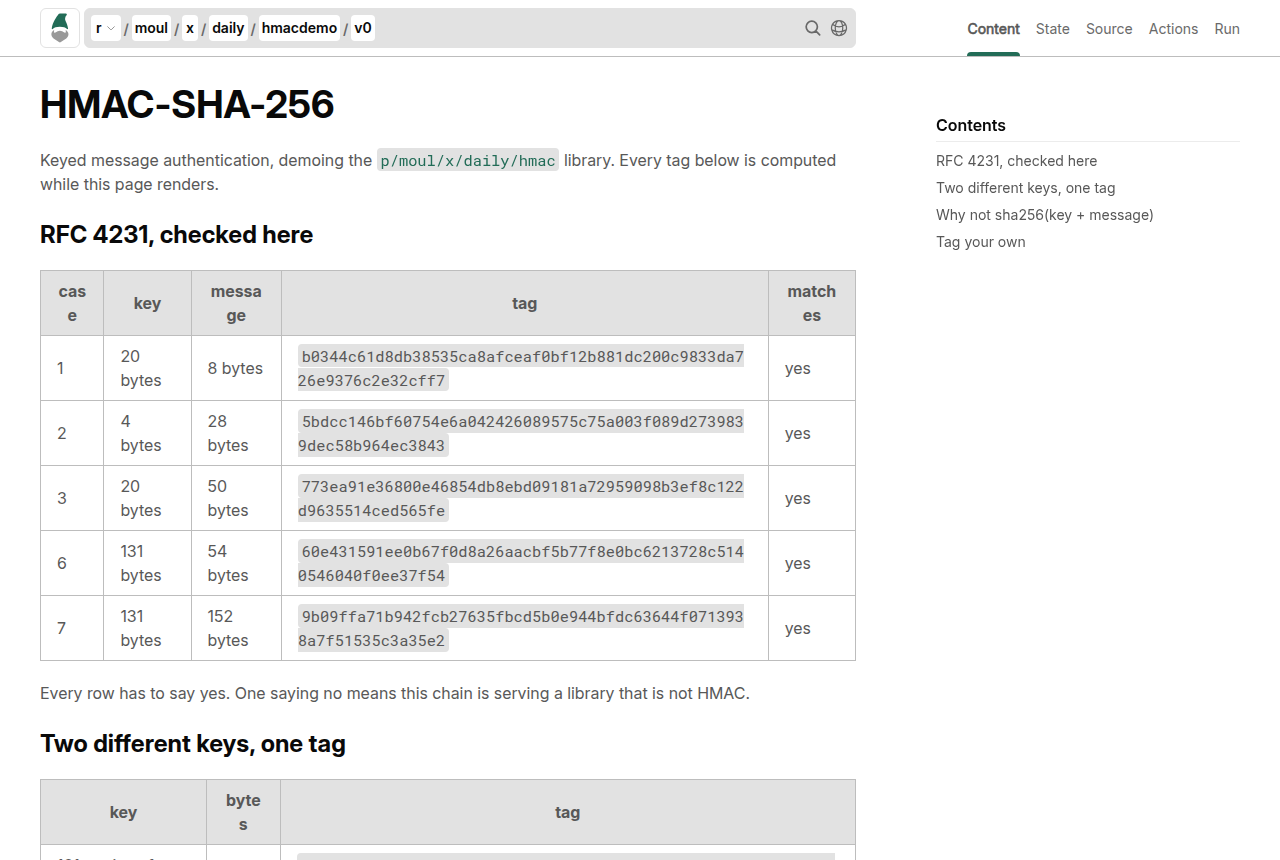 r / moul / x / daily / hmacdemo / v0
Content State Source Actions Run
HMAC-SHA-256
Keyed message authentication, demoing the p/moul/x/daily/hmac library. Every tag below is computed
while this page renders.
Contents
RFC 4231, checked here
Two different keys, one tag
Why not sha256(key + message)
Tag your own
RFC 4231, checked here
cas
e
key
messa
ge
tag
match
es
1
20
bytes
8 bytes
b0344c61d8db38535ca8afceaf0bf12b881dc200c9833da7
26e9376c2e32cff7
yes
2
4
bytes
28
bytes
5bdcc146bf60754e6a042426089575c75a003f089d273983
9dec58b964ec3843
yes
3
20
bytes
50
bytes
773ea91e36800e46854db8ebd09181a72959098b3ef8c122
d9635514ced565fe
yes
6
131
bytes
54
bytes
60e431591ee0b67f0d8a26aacbf5b77f8e0bc6213728c514
0546040f0ee37f54
yes
7
131
bytes
152
bytes
9b09ffa71b942fcb27635fbcd5b0e944bfdc63644f071393
8a7f51535c3a35e2
yes
Every row has to say yes. One saying no means this chain is serving a library that is not HMAC.
Two different keys, one tag
key
byte
s
tag